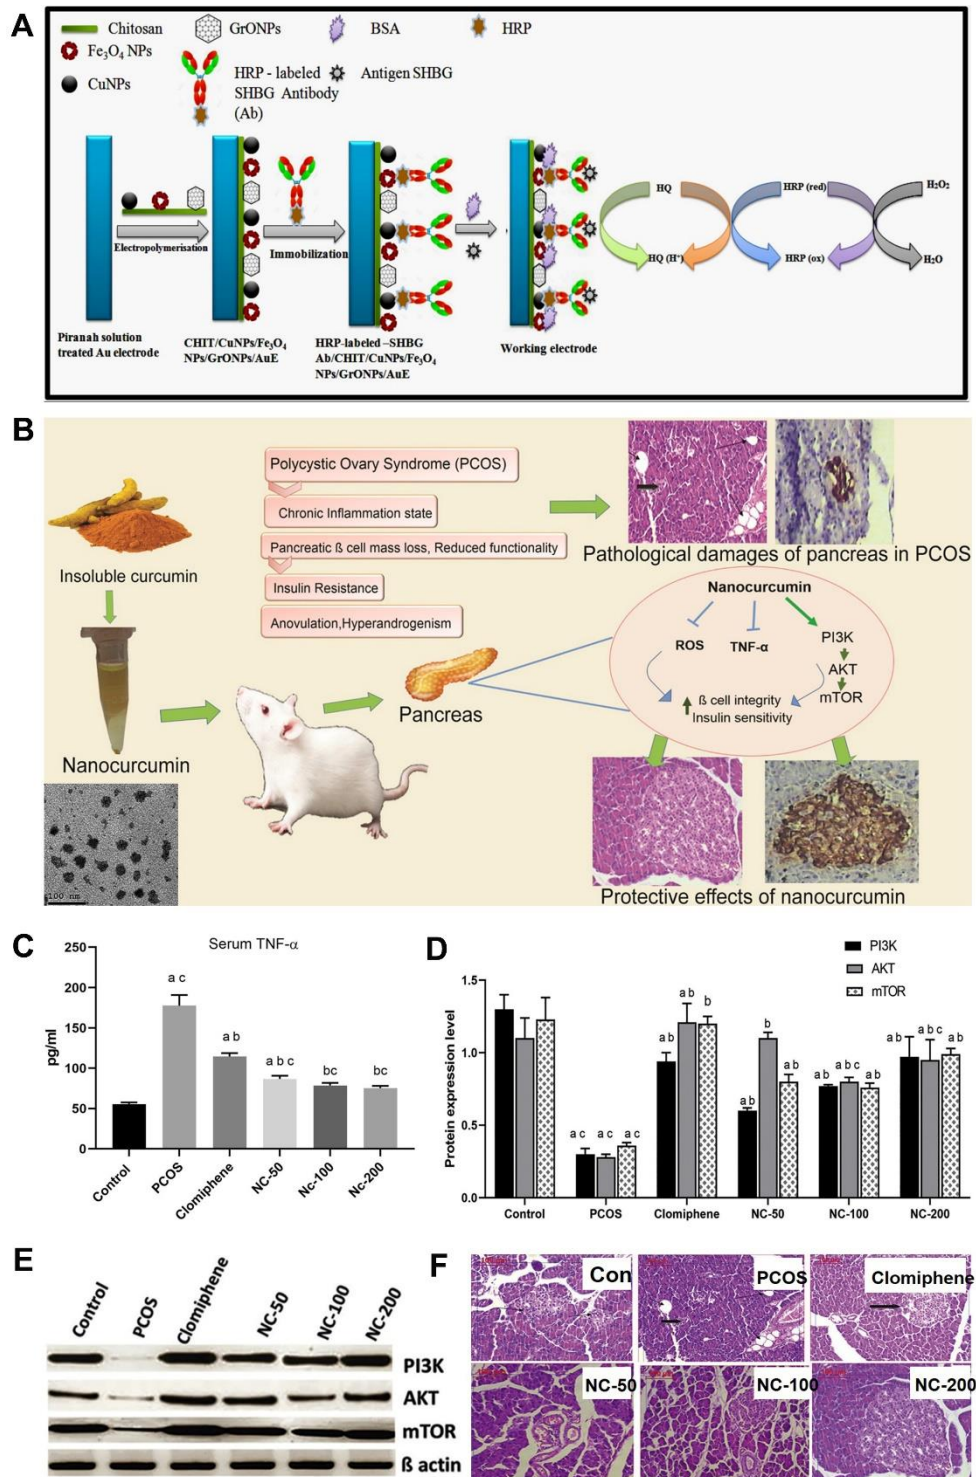 A
Chitosan
GrONPs
BSA
HRP
Fe₃O₄ NPs
CuNPs
HRP - labeled
SHBG Antibody
(Ab)
Antigen SHBG
Electropolymerisation
Immobilization
HQ
HRP (red)
H₂O₂
HQ (H⁺)
HRP (ox)
H₂O
Piranah solution
treated Au electrode
CHIT/CuNPs/Fe₃O₄
NPs/GrONPs/AuE
HRP-labeled –SHBG
Ab/CHIT/CuNPs/Fe₃O₄
NPs/GrONPs/AuE
Working electrode
B
Polycystic Ovary Syndrome (PCOS)
Chronic Inflammation state
Pancreatic ß cell mass loss, Reduced functionality
Insulin Resistance
Anovulation,Hyperandrogenism
Insoluble curcumin
Nanocurcumin
100 nm
Pancreas
Pathological damages of pancreas in PCOS
Nanocurcumin
ROS
TNF-α
PI3K
AKT
mTOR
ß cell integrity
Insulin sensitivity
Protective effects of nanocurcumin
C
Serum TNF-α
pg/ml
250
200
150
100
50
0
a c
a b
a b c
bc
bc
Control
PCOS
Clomiphene
NC-50
Nc-100
Nc-200
D
PI3K
AKT
mTOR
Protein expression level
1.5
1.0
0.5
0.0
a c a c a c
a b a b b
a b b a b
a b a b c a b
a b a b c a b
Control
PCOS
Clomiphene
NC-50
NC-100
NC-200
E
Control
PCOS
Clomiphene
NC-50
NC-100
NC-200
PI3K
AKT
mTOR
ß actin
F
Con
PCOS
Clomiphene
NC-50
NC-100
NC-200